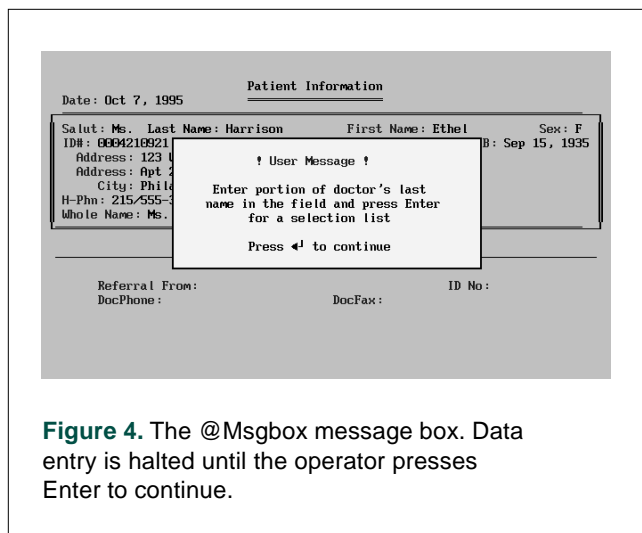 Patient Information
Date: Oct 7, 1995
Salut: Ms. Last Name: Harrison First Name: Ethel Sex: F
ID#: 0004210921 B: Sep 15, 1935
Address: 123
Address: Apt 2
City: Phila
H-Phn: 215/555-3
Whole Name: Ms.
! User Message !
Enter portion of doctor's last
name in the field and press Enter
for a selection list
Press ↵ to continue
Referral From: ID No:
DocPhone: DocFax:
Figure 4. The @Msgbox message box. Data
entry is halted until the operator presses
Enter to continue.